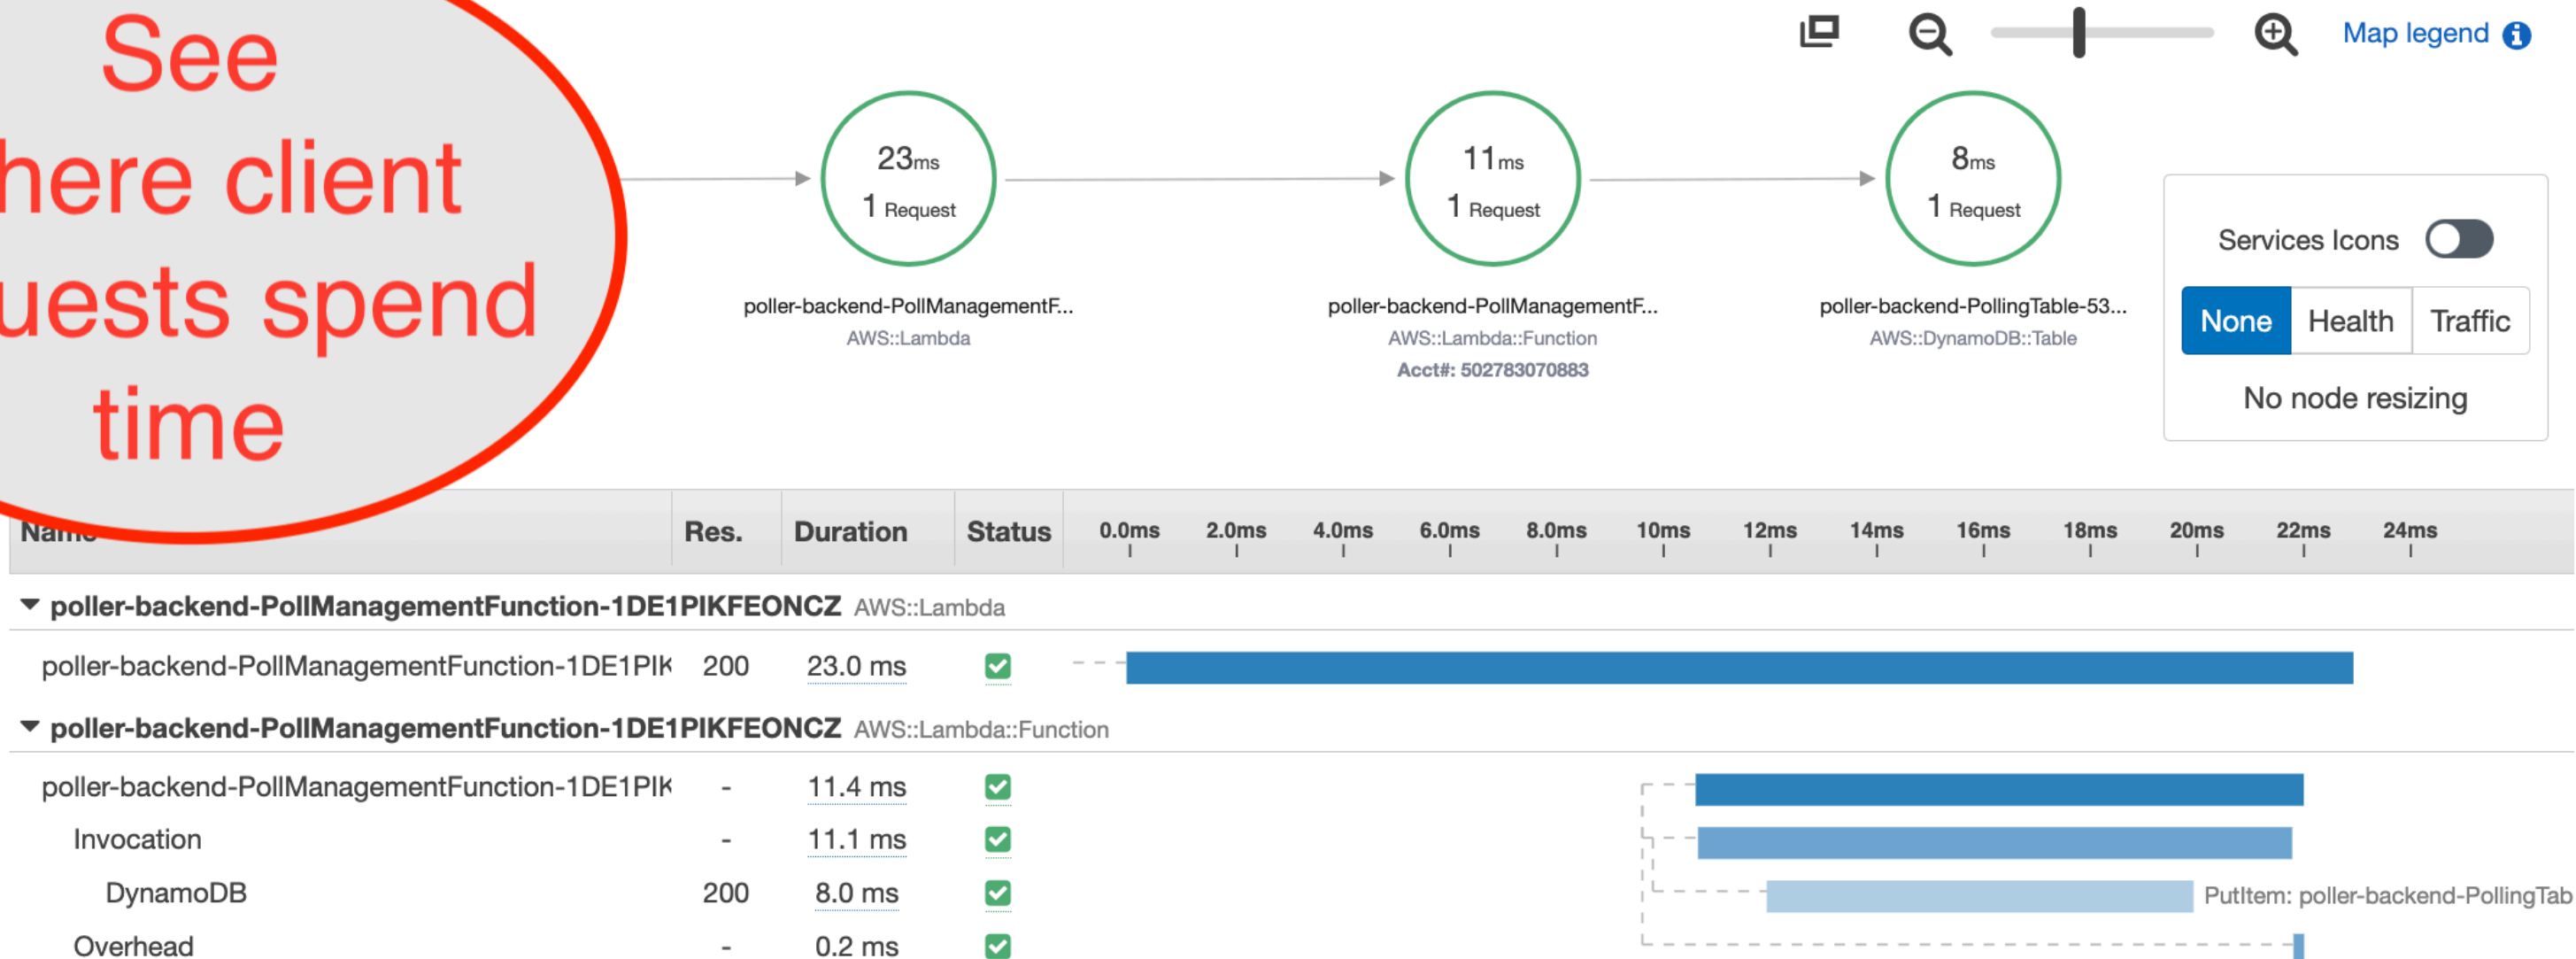 See
here client
uests spend
time
Map legend
23ms
1 Request
poller-backend-PollManagementF...
AWS::Lambda
11ms
1 Request
poller-backend-PollManagementF...
AWS::Lambda::Function
Acct#: 502783070883
8ms
1 Request
poller-backend-PollingTable-53...
AWS::DynamoDB::Table
Services Icons
None Health Traffic
No node resizing
Name Res. Duration Status 0.0ms 2.0ms 4.0ms 6.0ms 8.0ms 10ms 12ms 14ms 16ms 18ms 20ms 22ms 24ms
poller-backend-PollManagementFunction-1DE1PIKFEONCZ AWS::Lambda
poller-backend-PollManagementFunction-1DE1PIK 200 23.0 ms
poller-backend-PollManagementFunction-1DE1PIKFEONCZ AWS::Lambda::Function
poller-backend-PollManagementFunction-1DE1PIK - 11.4 ms
Invocation - 11.1 ms
DynamoDB 200 8.0 ms PutItem: poller-backend-PollingTab
Overhead - 0.2 ms